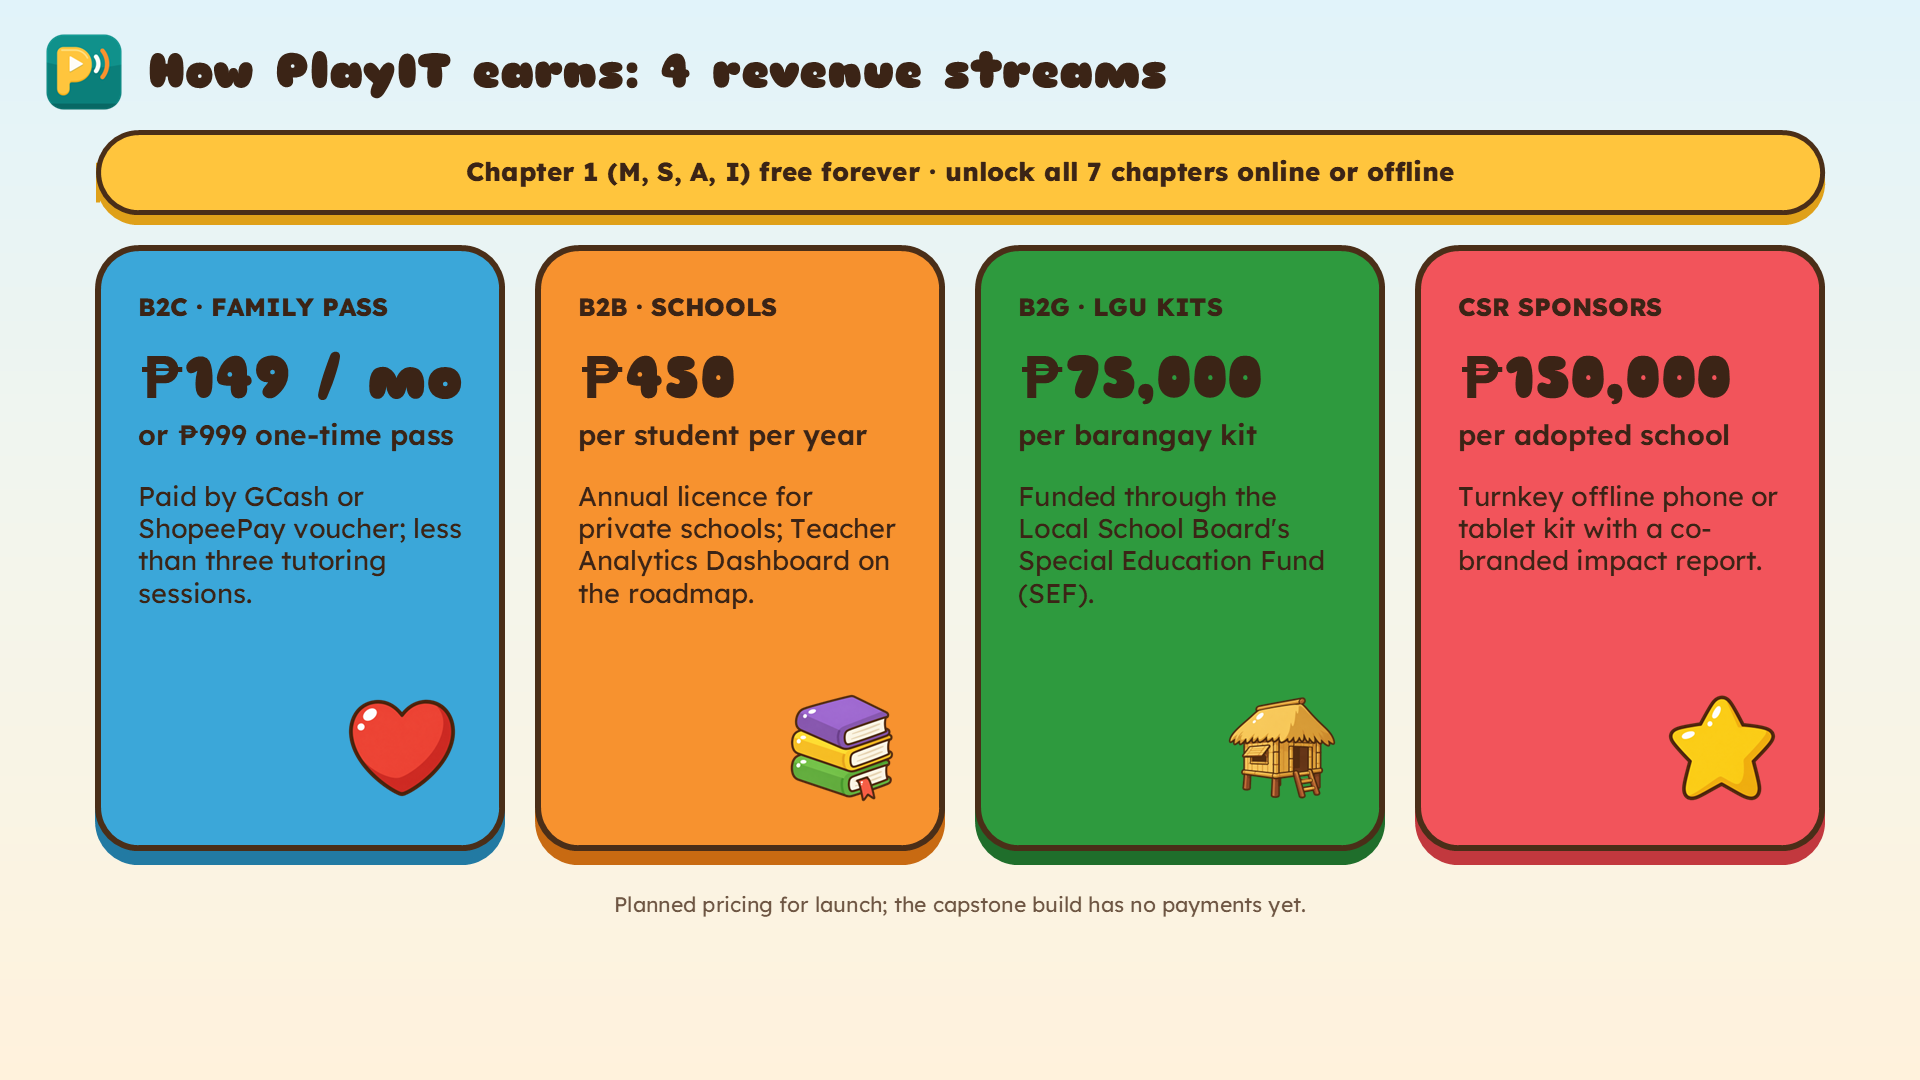 How PlayIT earns: 4 revenue streams
Chapter 1 (M, S, A, I) free forever · unlock all 7 chapters online or offline
B2C · FAMILY PASS
₱149 / mo
or ₱999 one-time pass
Paid by GCash or
ShopeePay voucher; less
than three tutoring
sessions.
B2B · SCHOOLS
₱450
per student per year
Annual licence for
private schools; Teacher
Analytics Dashboard on
the roadmap.
B2G · LGU KITS
₱75,000
per barangay kit
Funded through the
Local School Board's
Special Education Fund
(SEF).
CSR SPONSORS
₱150,000
per adopted school
Turnkey offline phone or
tablet kit with a co-
branded impact report.
Planned pricing for launch; the capstone build has no payments yet.